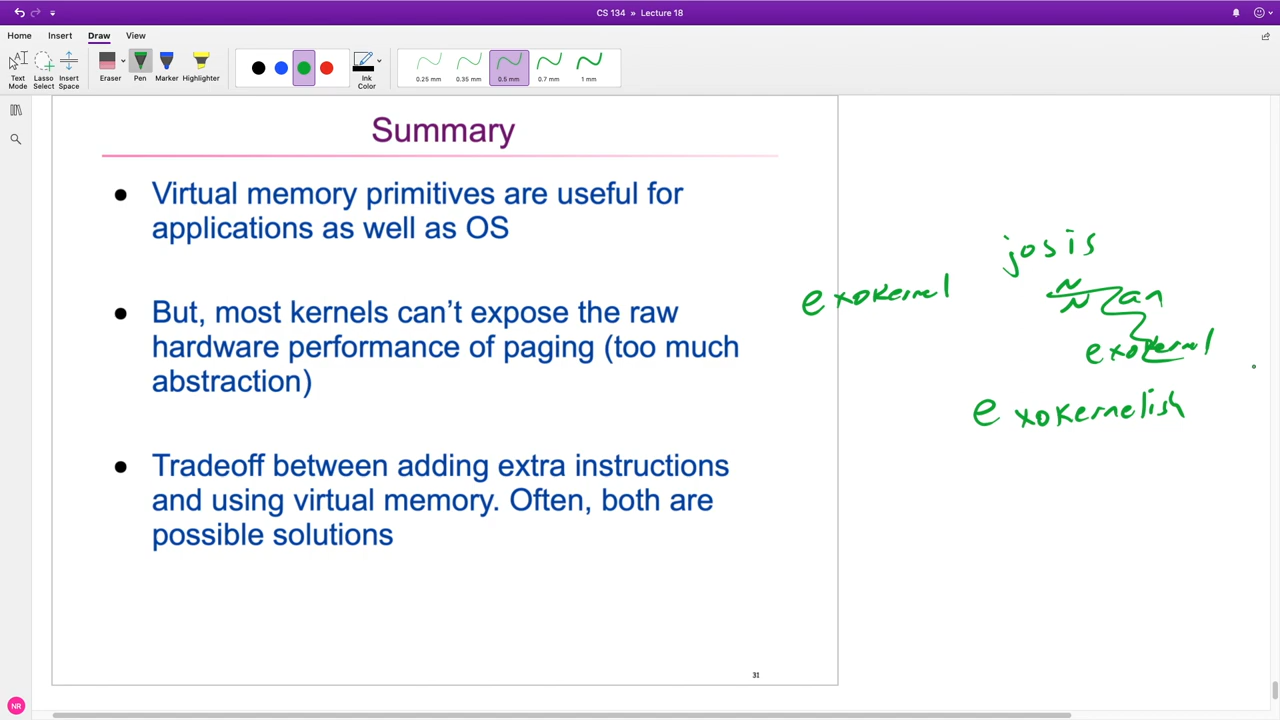 CS 134 » Lecture 18
Home Insert Draw View
Text Mode
Lasso Select
Insert Space
Eraser
Pen
Marker
Highlighter
Ink Color
0.25 mm
0.35 mm
0.5 mm
0.7 mm
1 mm
Summary
Virtual memory primitives are useful for
applications as well as OS
But, most kernels can't expose the raw
hardware performance of paging (too much
abstraction)
Tradeoff between adding extra instructions
and using virtual memory. Often, both are
possible solutions
31
jos is
exokernel
an
exokernel
exokernelish
NR